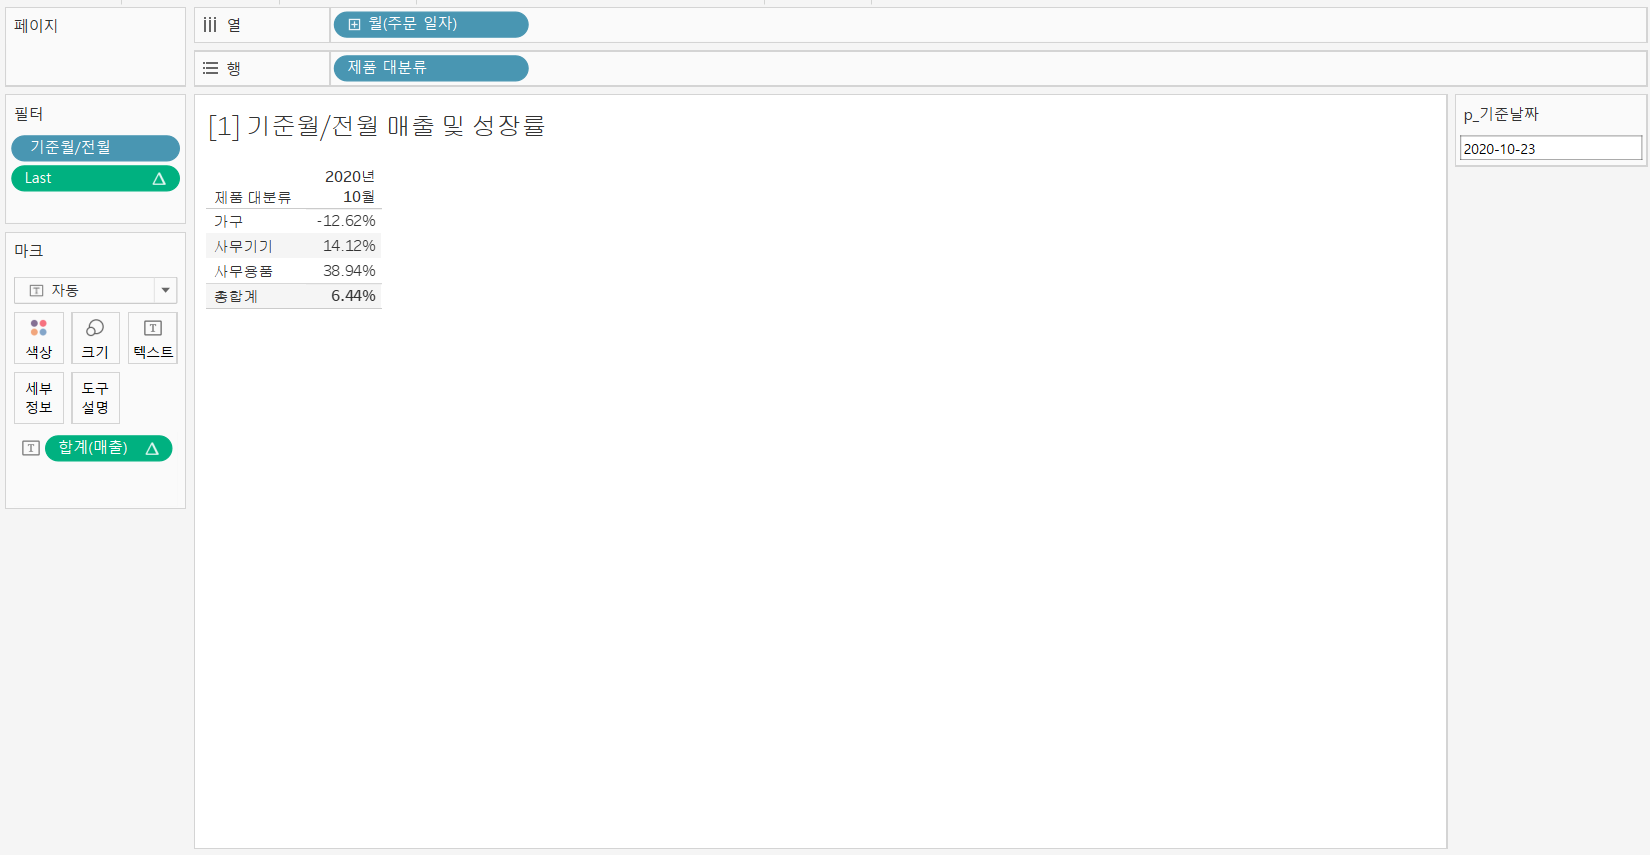 페이지
열
월(주문 일자)
행
제품 대분류
필터
기준월/전월
Last
마크
자동
색상
크기
텍스트
세부
정보
도구
설명
합계(매출)
[1] 기준월/전월 매출 및 성장률
2020년
제품 대분류 10월
가구 -12.62%
사무기기 14.12%
사무용품 38.94%
총합계 6.44%
p_기준날짜
2020-10-23